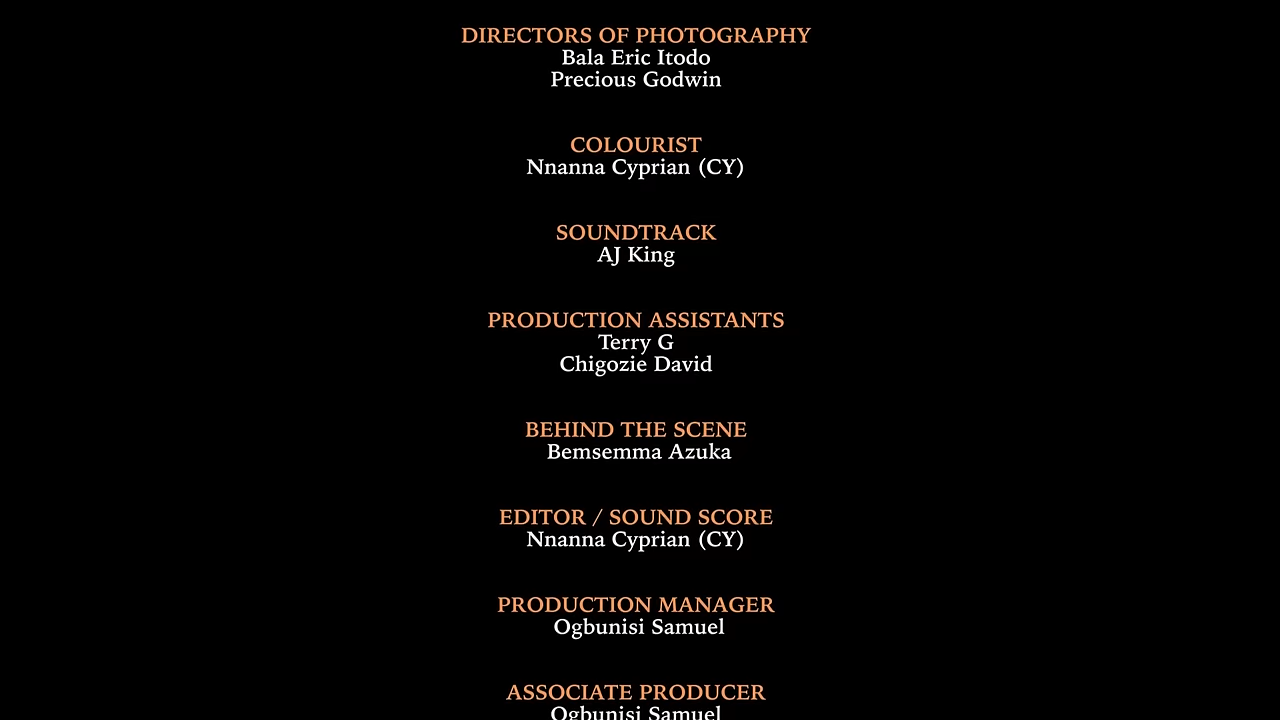 DIRECTORS OF PHOTOGRAPHY
Bala Eric Itodo
Precious Godwin
COLOURIST
Nnanna Cyprian (CY)
SOUNDTRACK
AJ King
PRODUCTION ASSISTANTS
Terry G
Chigozie David
BEHIND THE SCENE
Bemsemma Azuka
EDITOR / SOUND SCORE
Nnanna Cyprian (CY)
PRODUCTION MANAGER
Ogbunisi Samuel
ASSOCIATE PRODUCER
Ogbunisi Samuel